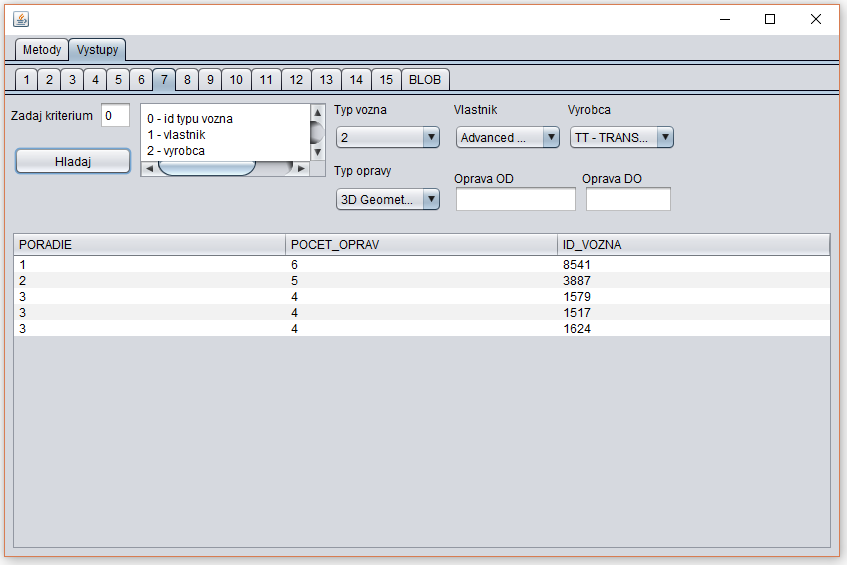 Metody Vystupy
1 2 3 4 5 6 7 8 9 10 11 12 13 14 15 BLOB
Zadaj kriterium 0
Hladaj
0 - id typu vozna
1 - vlastnik
2 - vyrobca
Typ vozna Vlastnik Vyrobca
2 Advanced ... TT - TRANS...
Typ opravy Oprava OD Oprava DO
3D Geomet...
PORADIE POCET_OPRAV ID_VOZNA
1 6 8541
2 5 3887
3 4 1579
3 4 1517
3 4 1624